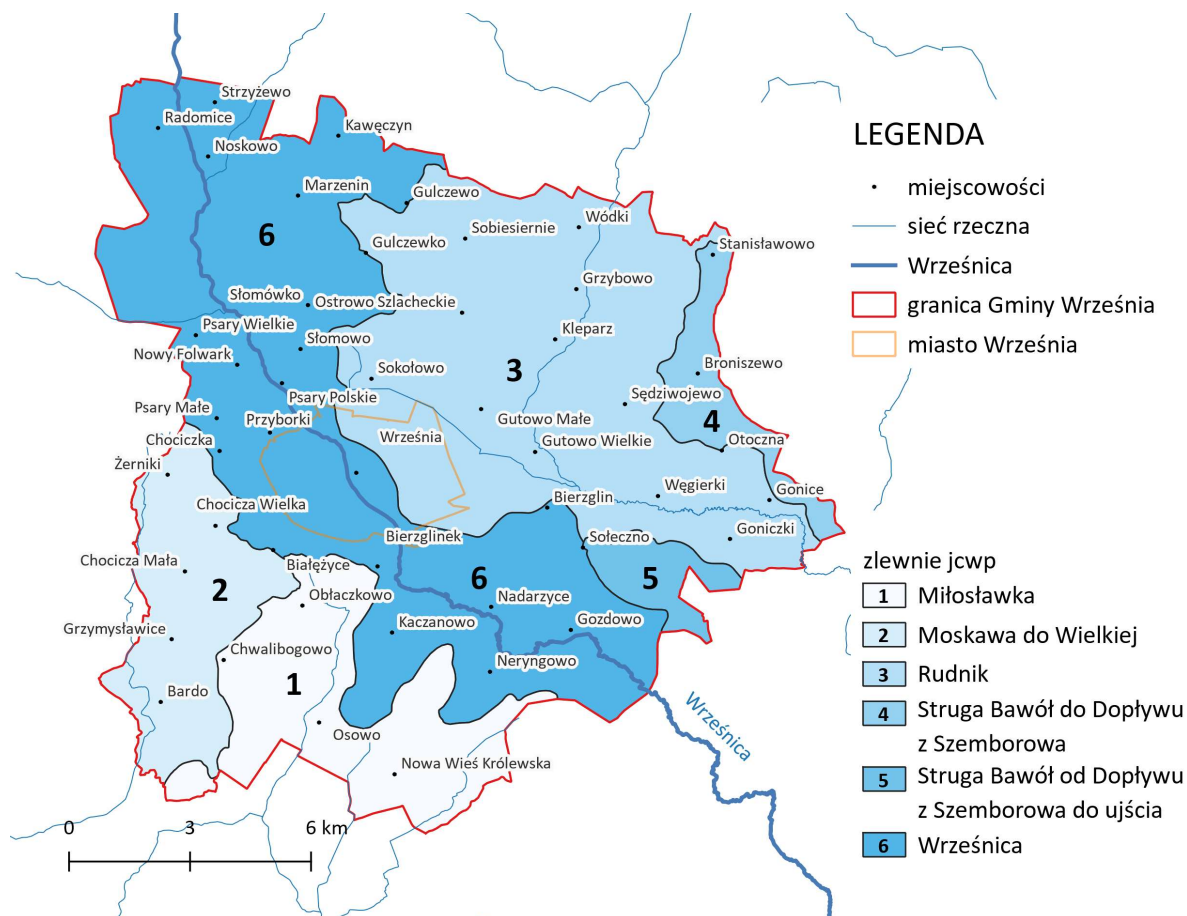 Strzyżewo
Radomice
Kawęczyn
Noskowo
Marzenin
Gulczewo
Wódki
6
Sobiesiernie
Stanisławowo
Gulczewko
Grzybowo
Słomówko
Ostrowo Szlacheckie
Psary Wielkie
Kleparz
Słomowo
Nowy Folwark
Broniszewo
3
Sokołowo
Psary Polskie
Sędziwojewo
Psary Małe
Przyborki
Gutowo Małe
4
Chociczka
Września
Gutowo Wielkie
Otoczna
Żerniki
Węgierki
Gonice
Chocicza Wielka
Bierzglin
Goniczki
Bierzglinek
Sołeczno
Chocicza Mała
Białężyce
6
5
2
Obłaczkowo
Nadarzyce
Grzymysławice
Kaczanowo
Gozdowo
Chwalibogowo
Neryngowo
1
Bardo
Osowo
Wrześnica
Nowa Wieś Królewska
0 3 6 km
LEGENDA
miejscowości
sieć rzeczna
Wrześnica
granica Gminy Września
miasto Września
zlewnie jcwp
1 Miłosławka
2 Moskawa do Wielkiej
3 Rudnik
4 Struga Bawół do Dopływu
z Szemborowa
5 Struga Bawół od Dopływu
z Szemborowa do ujścia
6 Wrześnica